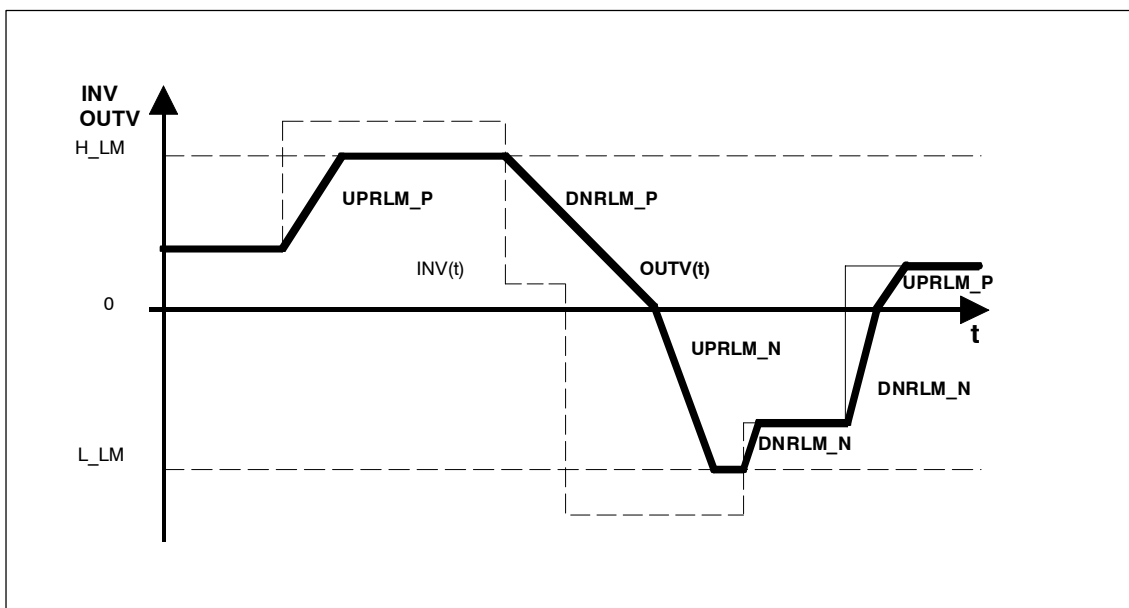 INV
OUTV
H_LM
UPRLM_P
DNRLM_P
INV(t)
OUTV(t)
UPRLM_P
0
t
UPRLM_N
DNRLM_N
DNRLM_N
L_LM